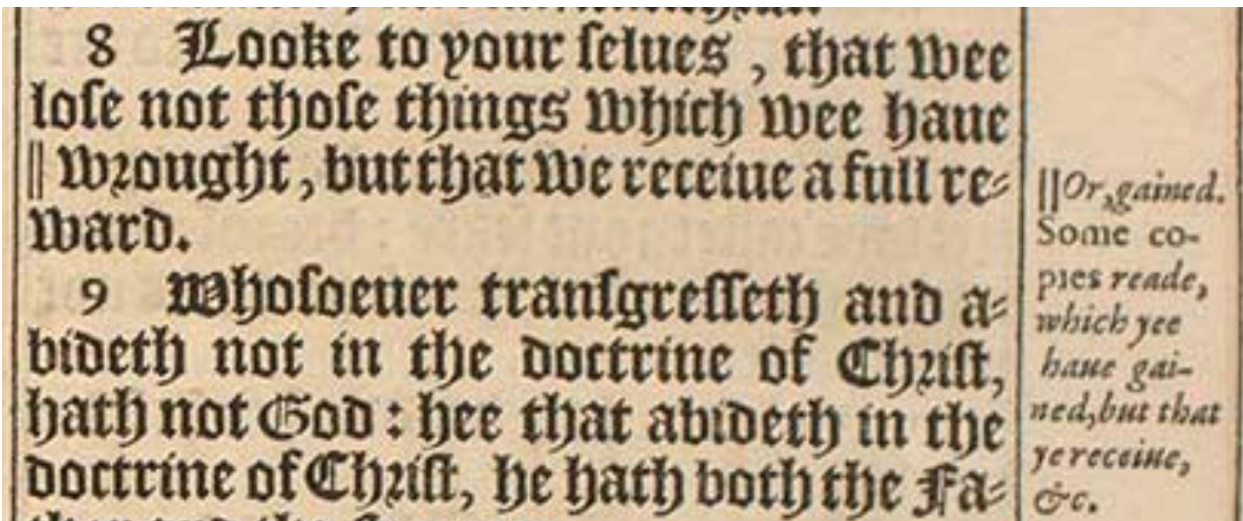 8 Looke to your ſelues , that wee
loſe not thoſe things which wee haue
|| wrought, but that we receiue a full re⸗
ward.
9 Whoſoeuer tranſgreſſeth and a⸗
bideth not in the doctrine of Chriſt,
hath not God : hee that abideth in the
doctrine of Chriſt, he hath both the Fa⸗
||Or, gained.
Some co-
pies reade,
which yee
haue gai-
ned, but that
ye receiue,
&c.